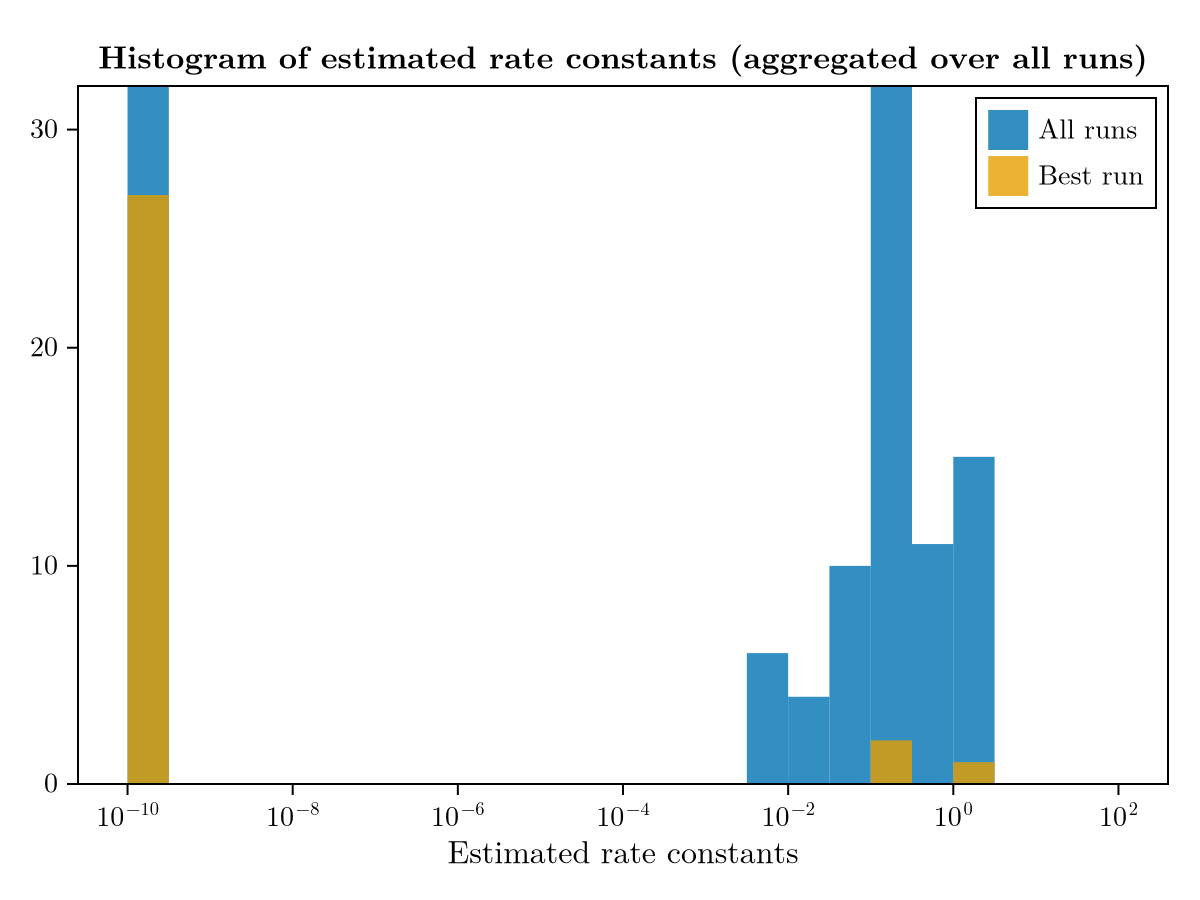 Histogram of estimated rate constants (aggregated over all runs)
All runs
Best run
30
20
10
0
10⁻¹⁰
10⁻⁸
10⁻⁶
10⁻⁴
10⁻²
10⁰
10²
Estimated rate constants